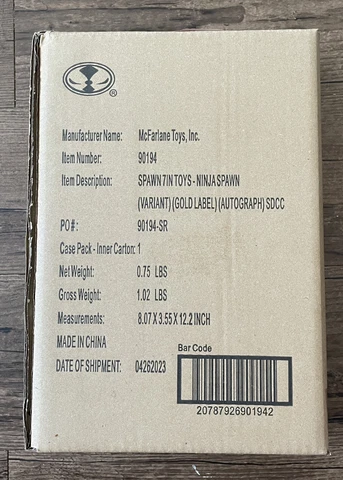 ®
Manufacturer Name: McFarlane Toys, Inc.
Item Number: 90194
Item Description: SPAWN 7IN TOYS - NINJA SPAWN
(VARIANT) (GOLD LABEL) (AUTOGRAPH) SDCC
PO#: 90194-SR
Case Pack - Inner Carton: 1
Net Weight: 0.75 LBS
Gross Weight: 1.02 LBS
Measurements: 8.07 X 3.55 X 12.2 INCH
MADE IN CHINA
DATE OF SHIPMENT: 04262023
Bar Code
20787926901942